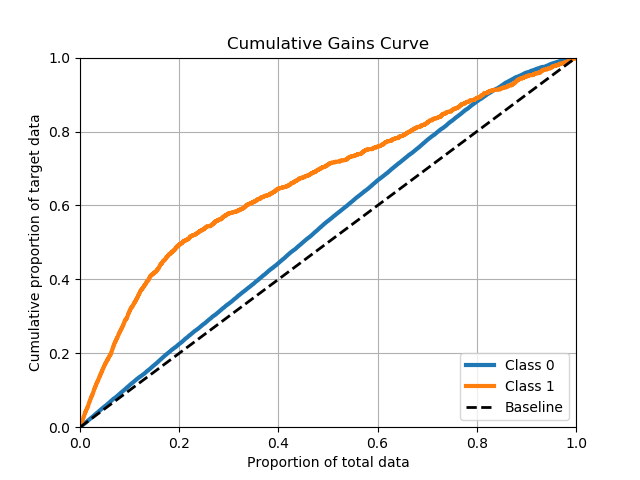 Cumulative Gains Curve
Cumulative proportion of target data
1.0
0.8
0.6
0.4
0.2
0.0
0.0 0.2 0.4 0.6 0.8 1.0
Proportion of total data
Class 0
Class 1
Baseline